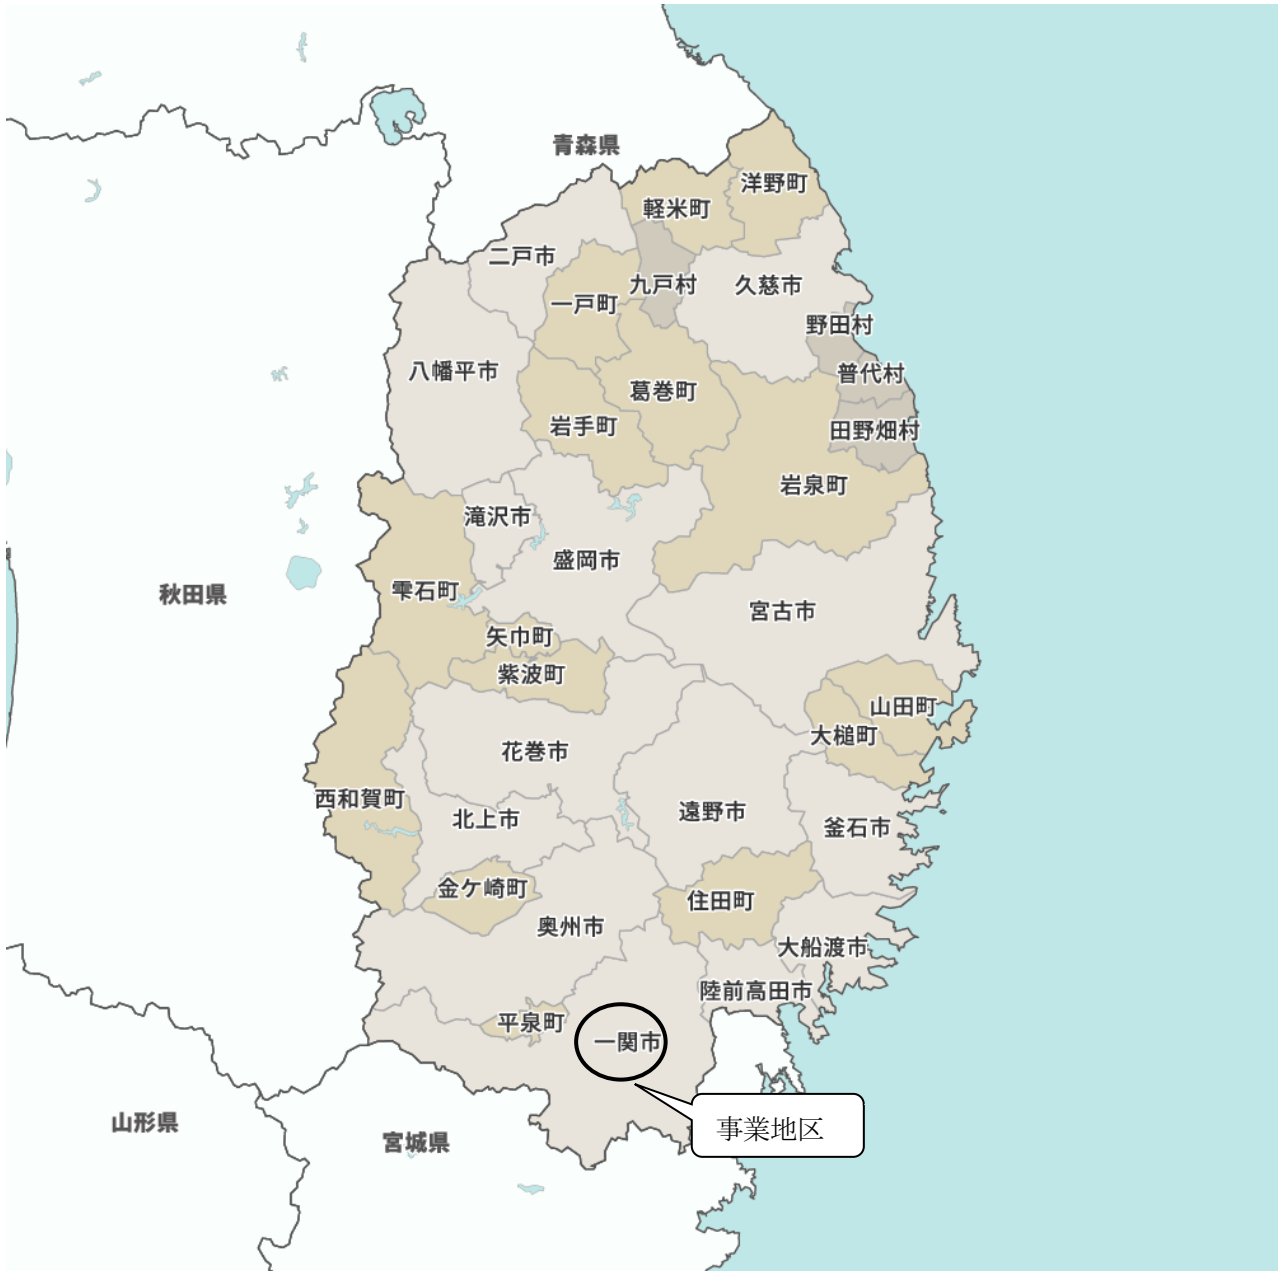 青森県
洋野町
軽米町
二戸市
九戸村
久慈市
一戸町
野田村
八幡平市
普代村
葛巻町
岩手町
田野畑村
岩泉町
滝沢市
盛岡市
秋田県
雫石町
宮古市
矢巾町
紫波町
山田町
大槌町
花巻市
西和賀町
遠野市
北上市
釜石市
金ケ崎町
住田町
奥州市
大船渡市
陸前高田市
平泉町
一関市
山形県
事業地区
宮城県